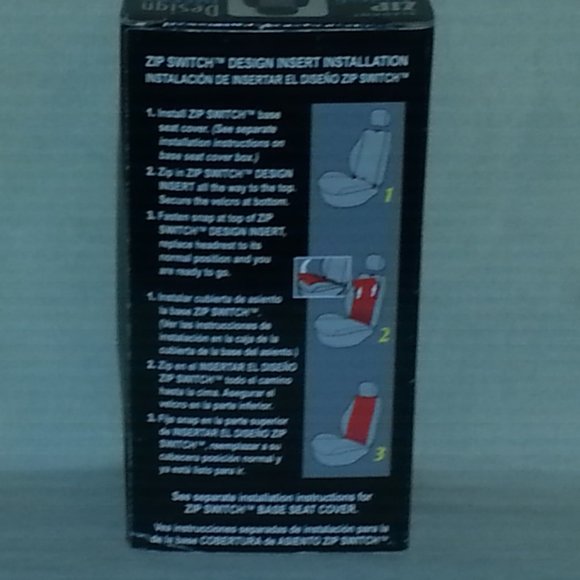 Design
ZIP
ZIP SWITCH™ DESIGN INSERT INSTALLATION
INSTALACIÓN DE INSERTAR EL DISEÑO ZIP SWITCH™
1. Install ZIP SWITCH™ base
seat cover. (See separate
installation instructions on
base seat cover box.)
2. Zip in ZIP SWITCH™ DESIGN
INSERT all the way to the top.
Secure the velcro at bottom.
3. Fasten snap at top of ZIP
SWITCH™ DESIGN INSERT,
replace headrest to its
normal position and you
are ready to go.
1. Instalar cubierta de asiento
la base ZIP SWITCH™.
(Ver las instrucciones de
instalación en la caja de la
cubierta de la base del asiento.)
2. Zip en el INSERTAR EL DISEÑO
ZIP SWITCH™ todo el camino
hasta la cima. Asegurar el
velcro en la parte inferior.
3. Fije snap en la parte superior
de INSERTAR EL DISEÑO ZIP
SWITCH™, reemplazar a su
cabecera posición normal y
ya está listo para ir.
1
2
3
See separate installation instructions for
ZIP SWITCH™ BASE SEAT COVER.
Vea instrucciones separadas de instalación para la
de la base COBERTURA de ASIENTO ZIP SWITCH™.